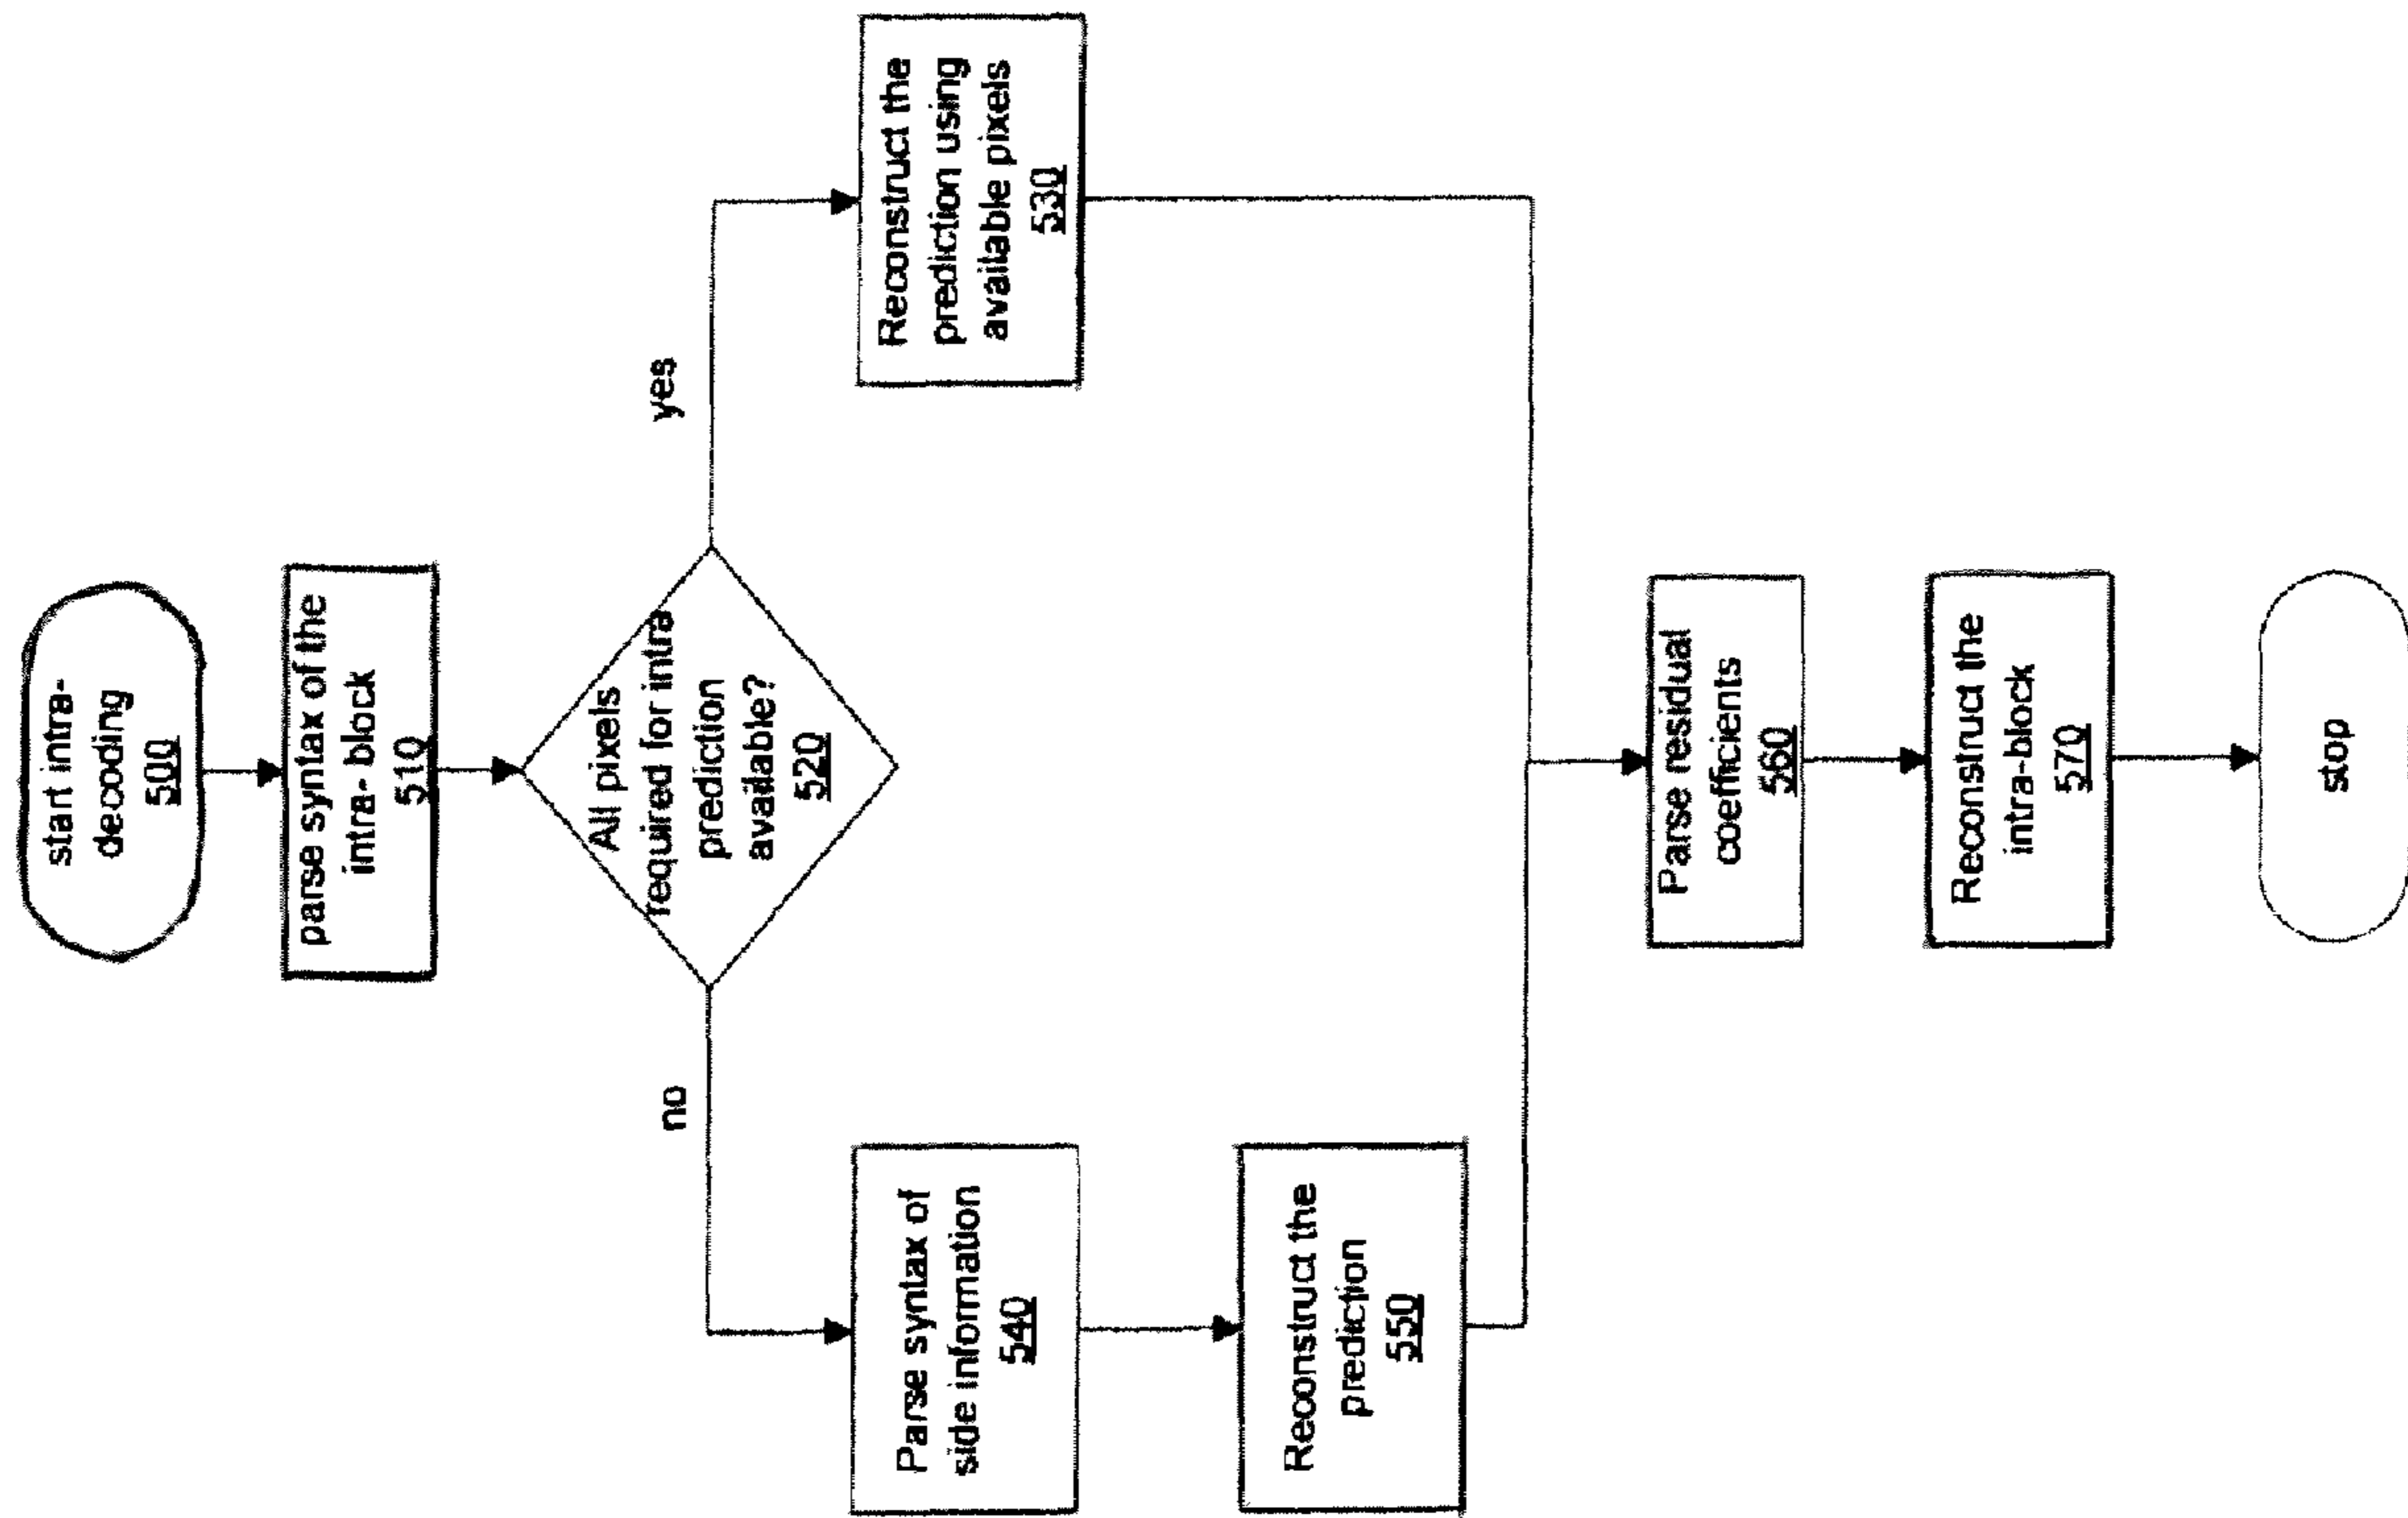 start intra-
decoding
500
parse syntax of the
intra- block
510
All pixels
required for intra
prediction
available?
520
no
yes
Parse syntax of
side information
540
Reconstruct the
prediction using
available pixels
530
Reconstruct the
prediction
550
Parse residual
coefficients
560
Reconstruct the
intra-block
570
stop